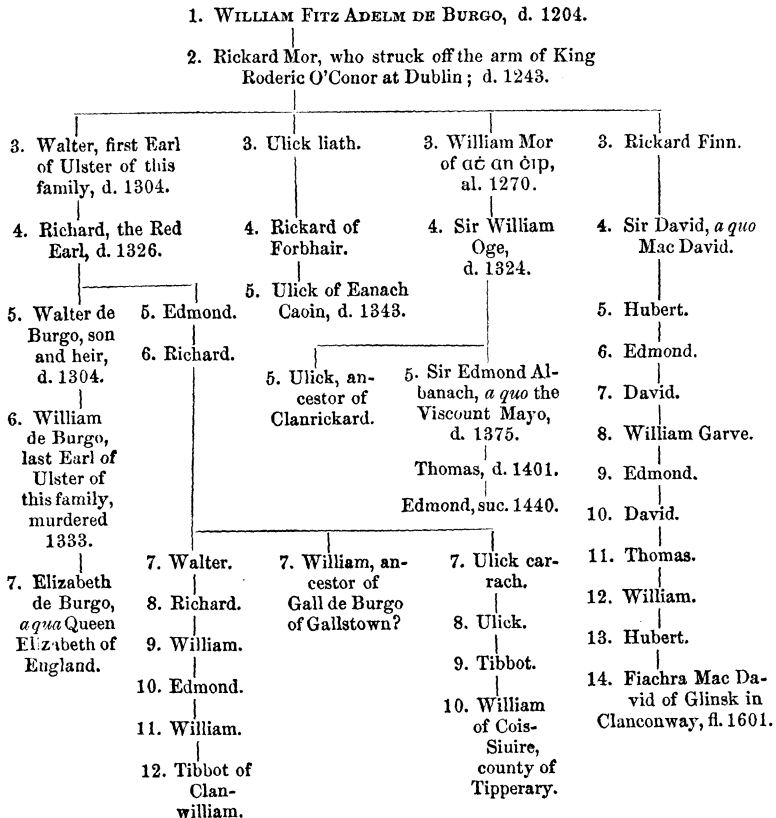 1. WILLIAM FITZ ADELM DE BURGO, d. 1204.
2. Rickard Mor, who struck off the arm of King
Roderic O'Conor at Dublin; d. 1243.
3. Walter, first Earl
of Ulster of this
family, d. 1304.
4. Richard, the Red
Earl, d. 1326.
5. Walter de
Burgo, son
and heir,
d. 1304.
6. William
de Burgo,
last Earl of
Ulster of
this family,
murdered
1333.
7. Elizabeth
de Burgo,
a qua Queen
Elizabeth of
England.
5. Edmond.
6. Richard.
7. Walter.
8. Richard.
9. William.
10. Edmond.
11. William.
12. Tibbot of
Clan-
william.
7. William, an-
cestor of
Gall de Burgo
of Gallstown?
7. Ulick car-
rach.
8. Ulick.
9. Tibbot.
10. William
of Cois-
Siuire,
county of
Tipperary.
3. Ulick liath.
4. Rickard of
Forbhair.
5. Ulick of Eanach
Caoin, d. 1343.
3. William Mor
of aṫ an ċip,
al. 1270.
4. Sir William
Oge,
d. 1324.
5. Ulick, an-
cestor of
Clanrickard.
5. Sir Edmond Al-
banach, a quo the
Viscount Mayo,
d. 1375.
Thomas, d. 1401.
Edmond, suc. 1440.
3. Rickard Finn.
4. Sir David, a quo
Mac David.
5. Hubert.
6. Edmond.
7. David.
8. William Garve.
9. Edmond.
10. David.
11. Thomas.
12. William.
13. Hubert.
14. Fiachra Mac Da-
vid of Glinsk in
Clanconway, fl. 1601.